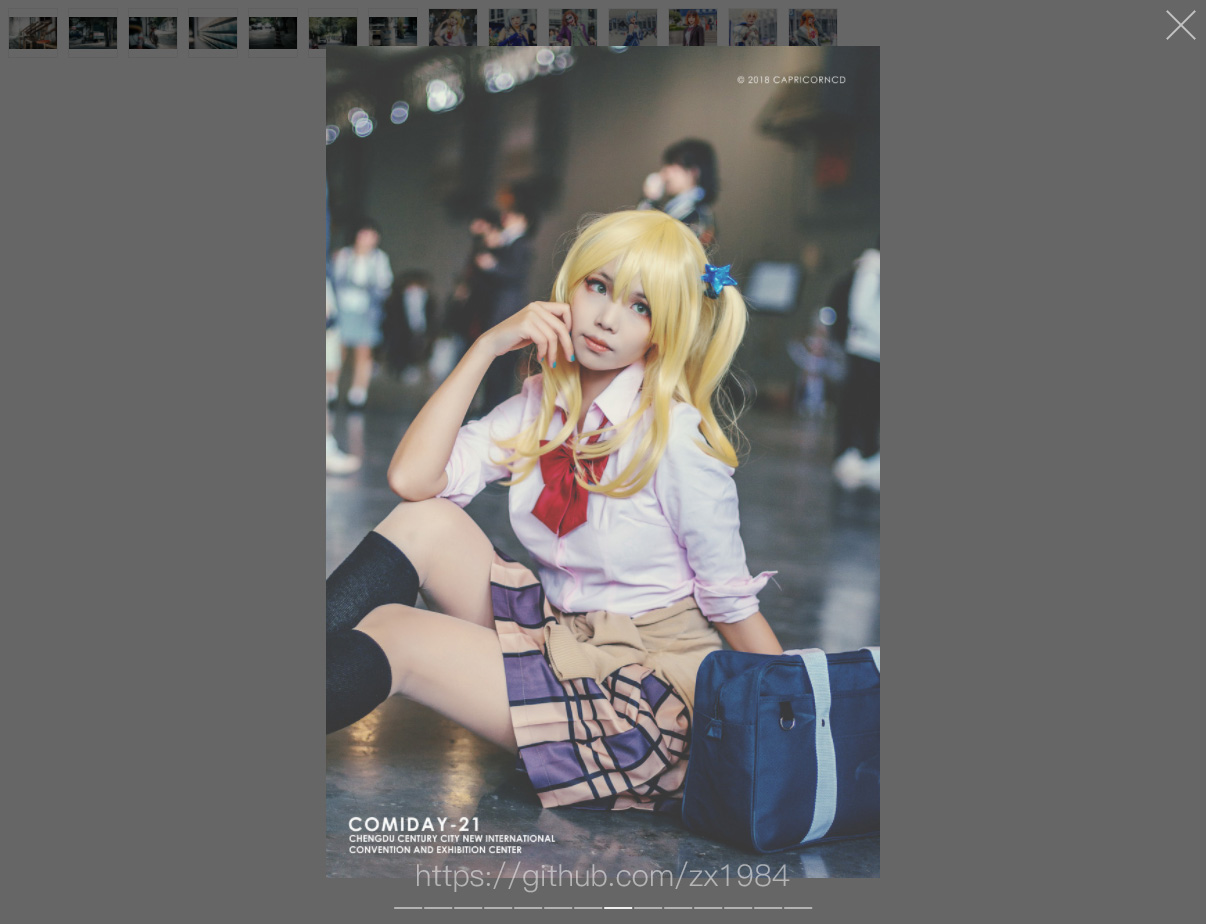 © 2018 CAPRICORNCD
COMIDAY-21
CHENGDU CENTURY CITY NEW INTERNATIONAL
CONVENTION AND EXHIBITION CENTER
https://github.com/zx1984